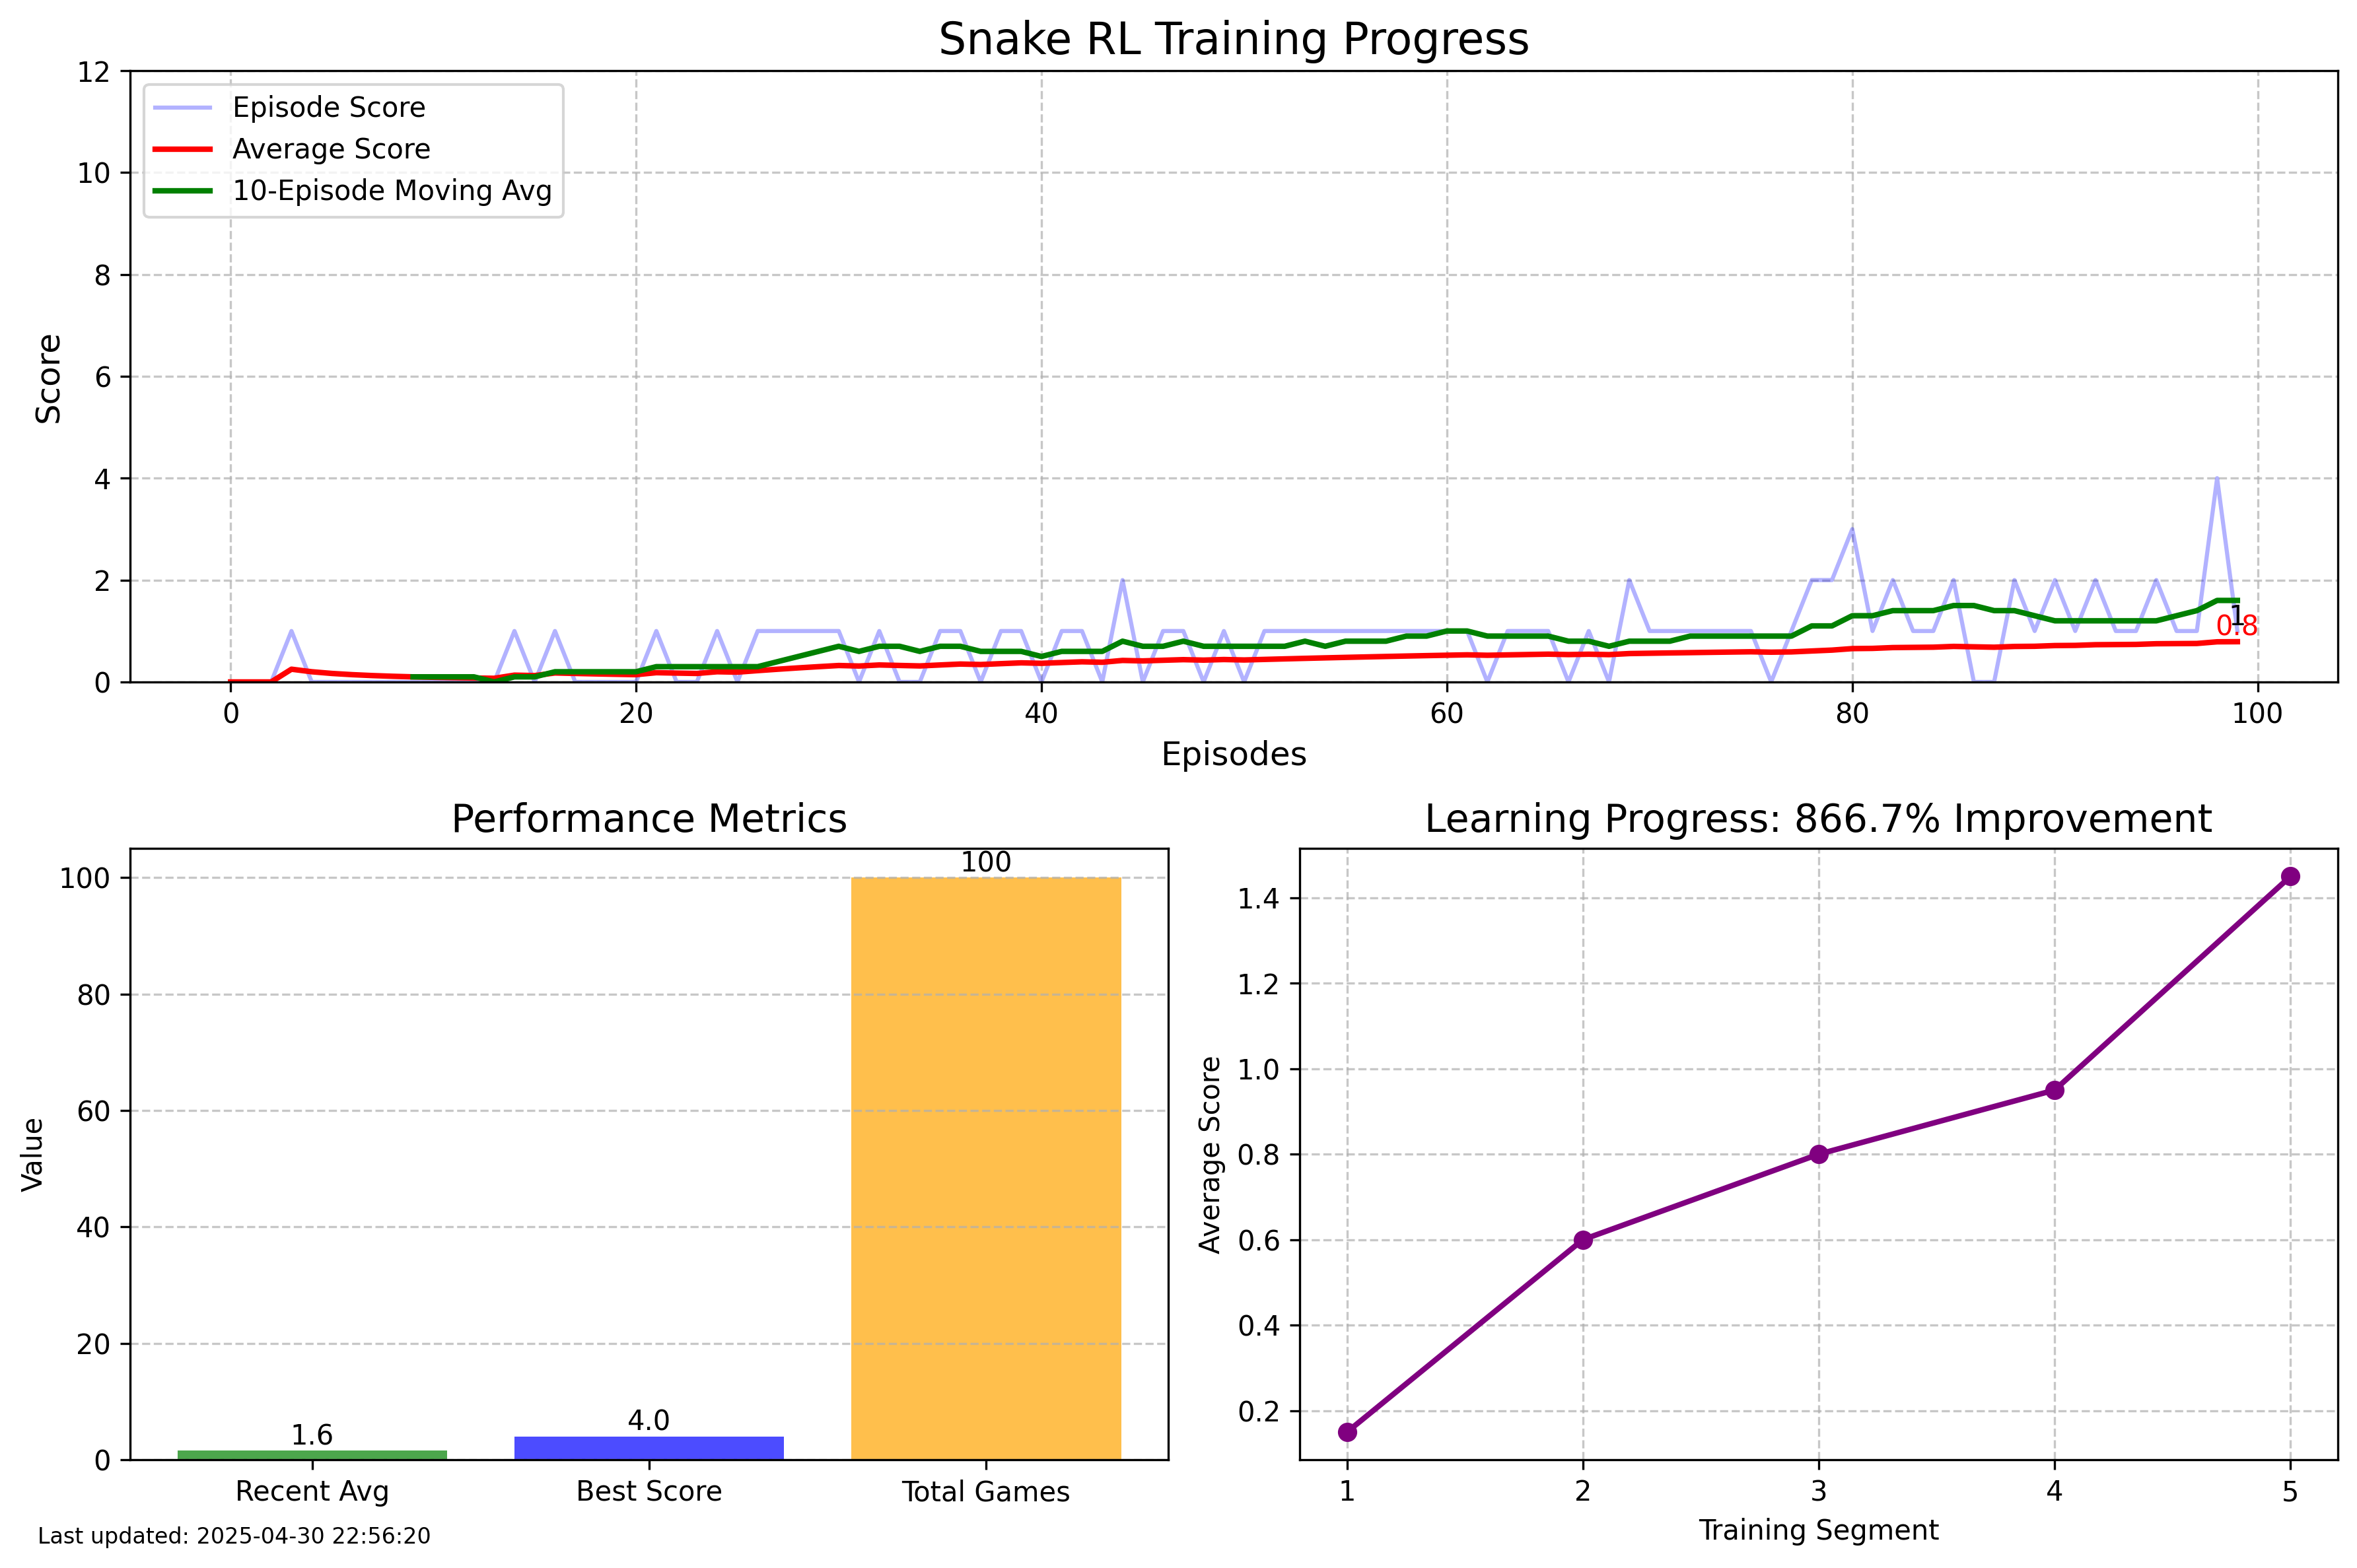 Snake RL Training Progress
12
10
8
6
4
2
0
Score
Episode Score
Average Score
10-Episode Moving Avg
1
0.8
0 20 40 60 80 100
Episodes
Performance Metrics
100
80
60
40
20
0
Value
1.6
4.0
100
Recent Avg Best Score Total Games
Learning Progress: 866.7% Improvement
1.4
1.2
1.0
0.8
0.6
0.4
0.2
Average Score
1 2 3 4 5
Training Segment
Last updated: 2025-04-30 22:56:20